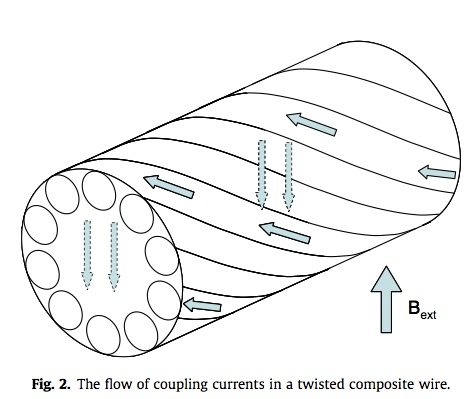 B_ext
Fig. 2. The flow of coupling currents in a twisted composite wire.